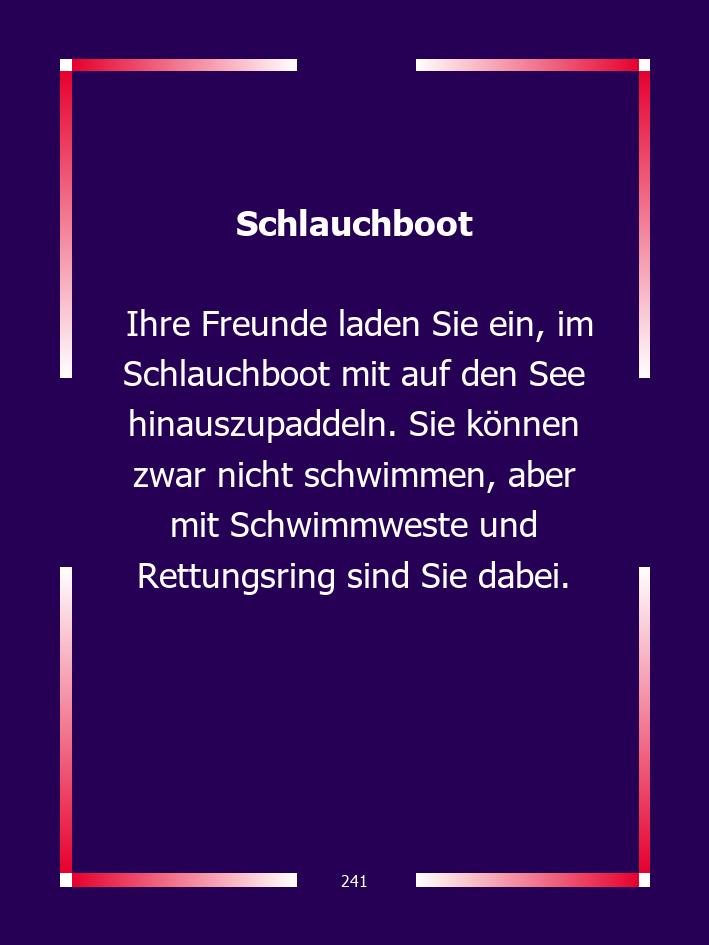 Schlauchboot
Ihre Freunde laden Sie ein, im
Schlauchboot mit auf den See
hinauszupaddeln. Sie können
zwar nicht schwimmen, aber
mit Schwimmweste und
Rettungsring sind Sie dabei.
241